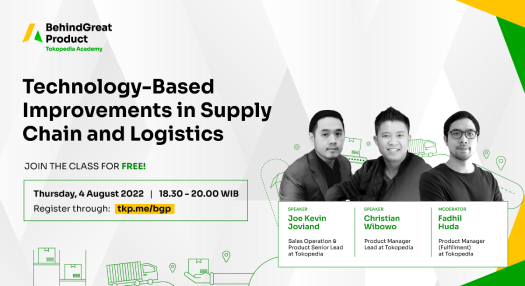 BehindGreat
Product
Tokopedia Academy
Technology-Based
Improvements in Supply
Chain and Logistics
JOIN THE CLASS FOR FREE!
Thursday, 4 August 2022 | 18.30 - 20.00 WIB
Register through: tkp.me/bgp
SPEAKER
Joe Kevin
Joviand
Sales Operation &
Product Senior Lead
at Tokopedia
SPEAKER
Christian
Wibowo
Product Manager
Lead at Tokopedia
MODERATOR
Fadhil
Huda
Product Manager
(Fulfillment)
at Tokopedia